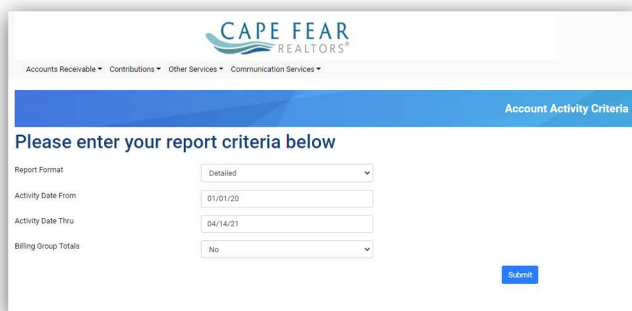 CAPE FEAR
REALTORS®
Accounts Receivable Contributions Other Services Communication Services
Account Activity Criteria
Please enter your report criteria below
Report Format Detailed
Activity Date From 01/01/20
Activity Date Thru 04/14/21
Billing Group Totals No
Submit